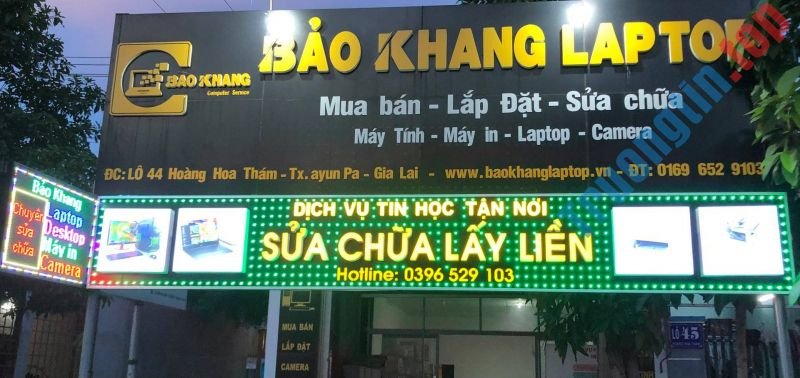 BẢO KHANG LAPTOP
BAO KHANG
Computer Service
Mua bán - Lắp Đặt - Sửa chữa
Máy Tính - Máy in - Laptop - Camera
ĐC: LÔ 44 Hoàng Hoa Thám - Tx. ayun Pa - Gia Lai - www.baokhanglaptop.vn - ĐT: 0169 652 9103
DỊCH VỤ TIN HỌC TẬN NƠI
SỬA CHỮA LẤY LIỀN
Hotline: 0396 529 103
Bảo Khang
Chuyên sửa chữa
Laptop
Desktop
Máy in
Camera
MUA BÁN
LẮP ĐẶT
CAMERA
LÔ 45
truongtin.top